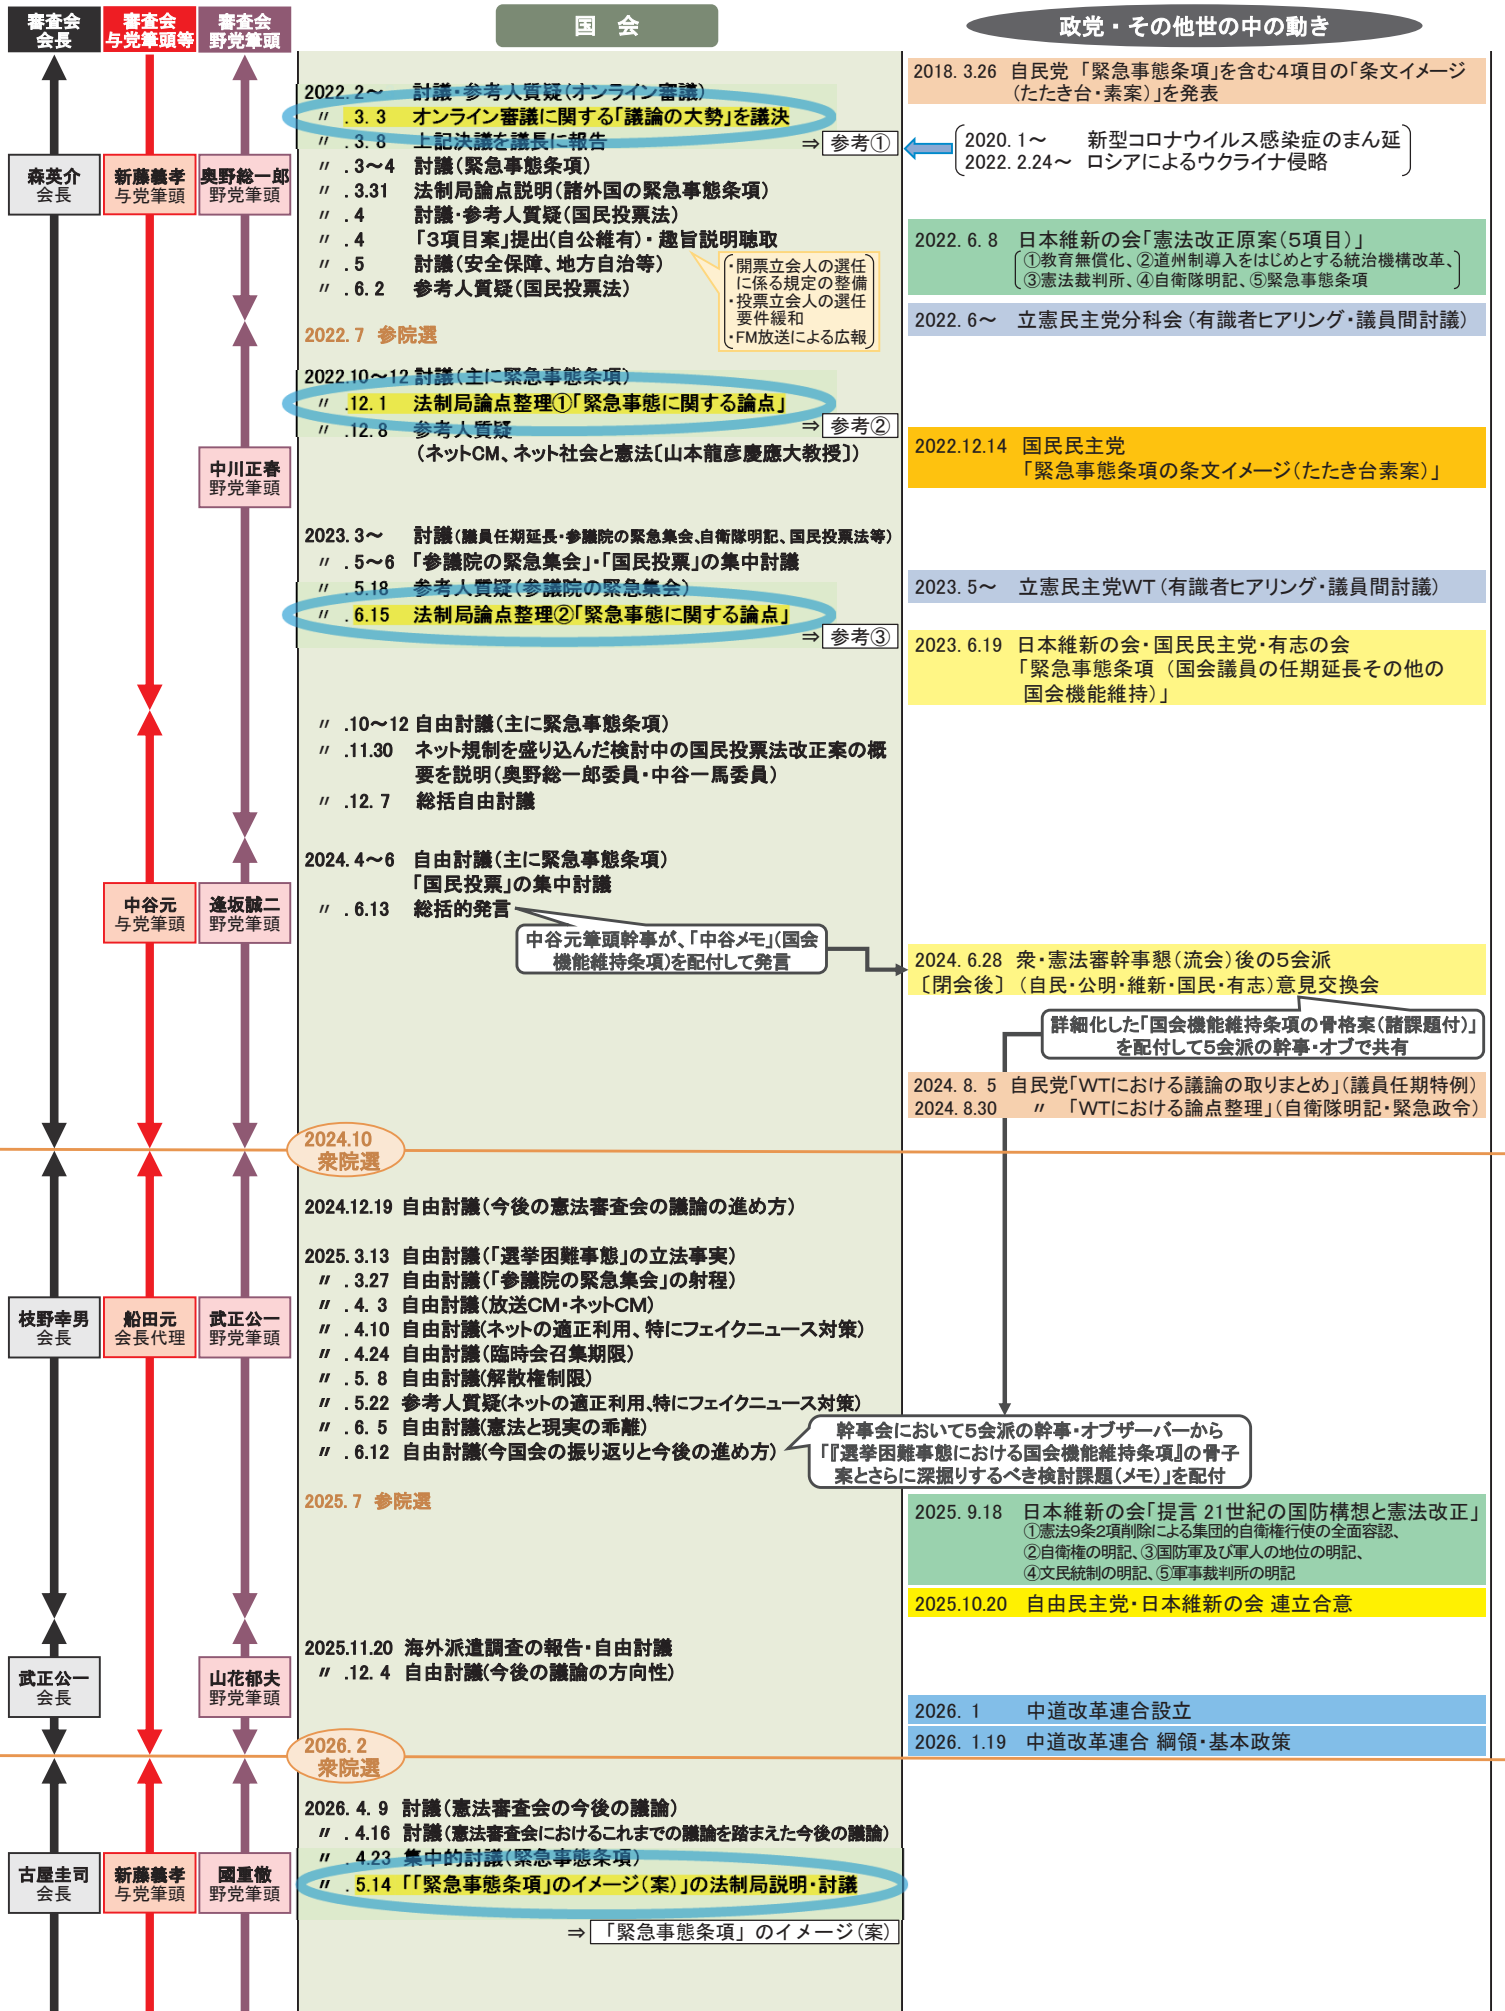 審査会
会長
審査会
与党筆頭等
審査会
野党筆頭
国 会
政党・その他世の中の動き
森英介
会長
新藤義孝
与党筆頭
奥野総一郎
野党筆頭
中川正春
野党筆頭
中谷元
与党筆頭
逢坂誠二
野党筆頭
枝野幸男
会長
船田元
会長代理
武正公一
野党筆頭
武正公一
会長
山花郁夫
野党筆頭
古屋圭司
会長
新藤義孝
与党筆頭
國重徹
野党筆頭
2022. 2～ 討議・参考人質疑(オンライン審議)
〃 . 3. 3 オンライン審議に関する「議論の大勢」を議決
〃 . 3. 8 上記決議を議長に報告
⇒ 参考①
〃 . 3～4 討議(緊急事態条項)
〃 . 3.31 法制局論点説明(諸外国の緊急事態条項)
〃 . 4 討議・参考人質疑(国民投票法)
〃 . 4 「3項目案」提出(自公維有)・趣旨説明聴取
〃 . 5 討議(安全保障、地方自治等)
〃 . 6. 2 参考人質疑(国民投票法)
・開票立会人の選任
に係る規定の整備
・投票立会人の選任
要件緩和
・FM放送による広報
2022. 7 参院選
2022.10～12 討議(主に緊急事態条項)
〃 .12. 1 法制局論点整理①「緊急事態に関する論点」
〃 .12. 8 参考人質疑
⇒ 参考②
(ネットCM、ネット社会と憲法〔山本龍彦慶應大教授〕)
2023. 3～ 討議(議員任期延長・参議院の緊急集会、自衛隊明記、国民投票法等)
〃 . 5～6 「参議院の緊急集会」・「国民投票」の集中討議
〃 . 5.18 参考人質疑(参議院の緊急集会)
〃 . 6.15 法制局論点整理②「緊急事態に関する論点」
⇒ 参考③
〃 .10～12 自由討議(主に緊急事態条項)
〃 .11.30 ネット規制を盛り込んだ検討中の国民投票法改正案の概
要を説明(奥野総一郎委員・中谷一馬委員)
〃 .12. 7 総括自由討議
2024. 4～6 自由討議(主に緊急事態条項)
「国民投票」の集中討議
〃 . 6.13 総括的発言
中谷元筆頭幹事が、「中谷メモ」(国会
機能維持条項)を配付して発言
2024.10
衆院選
2024.12.19 自由討議(今後の憲法審査会の議論の進め方)
2025. 3.13 自由討議(「選挙困難事態」の立法事実)
〃 . 3.27 自由討議(「参議院の緊急集会」の射程)
〃 . 4. 3 自由討議(放送CM・ネットCM)
〃 . 4.10 自由討議(ネットの適正利用、特にフェイクニュース対策)
〃 . 4.24 自由討議(臨時会召集期限)
〃 . 5. 8 自由討議(解散権制限)
〃 . 5.22 参考人質疑(ネットの適正利用、特にフェイクニュース対策)
〃 . 6. 5 自由討議(憲法と現実の乖離)
〃 . 6.12 自由討議(今国会の振り返りと今後の進め方)
幹事会において5会派の幹事・オブザーバーから
「『選挙困難事態における国会機能維持条項』の骨子
案とさらに深掘りするべき検討課題(メモ)」を配付
2025. 7 参院選
2025.11.20 海外派遣調査の報告・自由討議
〃 .12. 4 自由討議(今後の議論の方向性)
2026. 2
衆院選
2026. 4. 9 討議(憲法審査会の今後の議論)
〃 . 4.16 討議(憲法審査会におけるこれまでの議論を踏まえた今後の議論)
〃 . 4.23 集中的討議(緊急事態条項)
〃 . 5.14 「「緊急事態条項」のイメージ(案)」の法制局説明・討議
⇒ 「緊急事態条項」のイメージ(案)
2018. 3.26 自民党 「緊急事態条項」を含む4項目の「条文イメージ
(たたき台・素案)」を発表
2020. 1～ 新型コロナウイルス感染症のまん延
2022. 2.24～ ロシアによるウクライナ侵略
2022. 6. 8 日本維新の会「憲法改正原案(5項目)」
①教育無償化、②道州制導入をはじめとする統治機構改革、
③憲法裁判所、④自衛隊明記、⑤緊急事態条項
2022. 6～ 立憲民主党分科会(有識者ヒアリング・議員間討議)
2022.12.14 国民民主党
「緊急事態条項の条文イメージ(たたき台素案)」
2023. 5～ 立憲民主党WT(有識者ヒアリング・議員間討議)
2023. 6.19 日本維新の会・国民民主党・有志の会
「緊急事態条項 (国会議員の任期延長その他の
国会機能維持)」
2024. 6.28 衆・憲法審幹事懇(流会)後の5会派
〔閉会後〕 (自民・公明・維新・国民・有志)意見交換会
詳細化した「国会機能維持条項の骨格案(諸課題付)」
を配付して5会派の幹事・オブで共有
2024. 8. 5 自民党「WTにおける議論の取りまとめ」(議員任期特例)
2024. 8.30 〃 「WTにおける論点整理」(自衛隊明記・緊急政令)
2025. 9.18 日本維新の会「提言 21世紀の国防構想と憲法改正」
①憲法9条2項削除による集団的自衛権行使の全面容認、
②自衛権の明記、③国防軍及び軍人の地位の明記、
④文民統制の明記、⑤軍事裁判所の明記
2025.10.20 自由民主党・日本維新の会 連立合意
2026. 1 中道改革連合設立
2026. 1.19 中道改革連合 綱領・基本政策